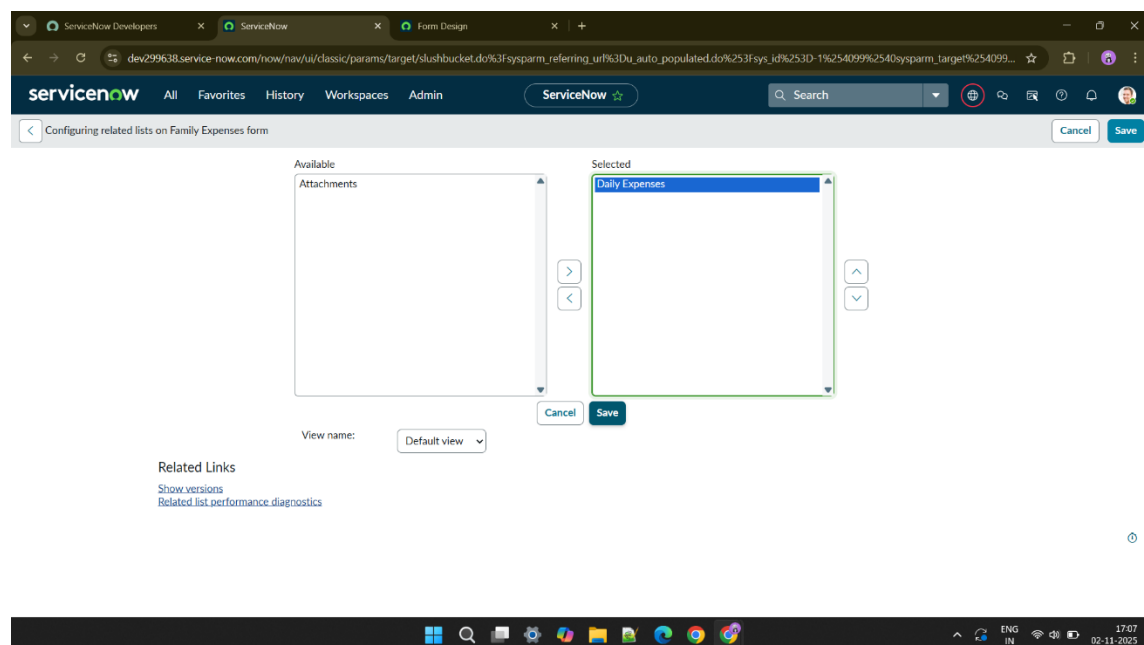 ServiceNow Developers
ServiceNow
Form Design
dev299638.service-now.com/now/nav/ui/classic/params/target/slushbucket.do%3Fsysparm_referring_url%3Du_auto_populated.do%253Fsys_id%253D-1%254099%2540sysparm_target%254099...
servicenow All Favorites History Workspaces Admin ServiceNow Search
Configuring related lists on Family Expenses form Cancel Save
Available Selected
Attachments Daily Expenses
Cancel Save
View name: Default view
Related Links
Show versions
Related list performance diagnostics
ENG 17:07
IN 02-11-2025